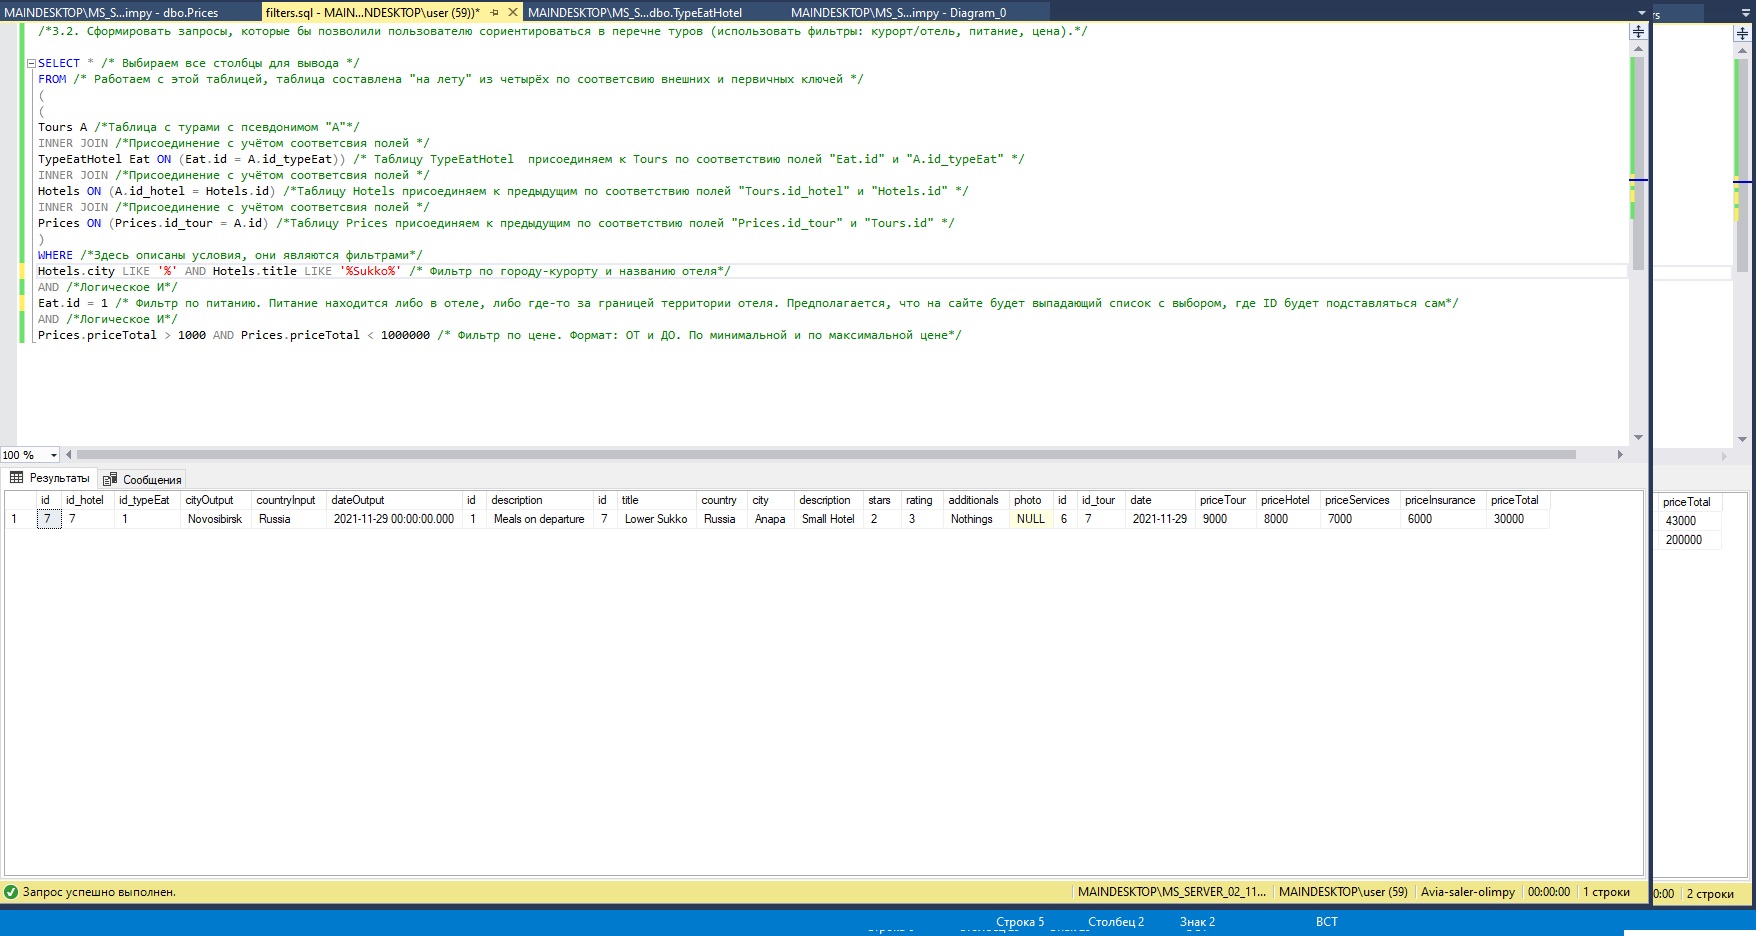 MAINDESKTOP\MS_S...impy - dbo.Prices filters.sql - MAIN...NDESKTOP\user (59))* MAINDESKTOP\MS_S...dbo.TypeEatHotel MAINDESKTOP\MS_S...impy - Diagram_0
/*3.2. Сформировать запросы, которые бы позволили пользователю сориентироваться в перечне туров (использовать фильтры: курорт/отель, питание, цена).*/
SELECT * /* Выбираем все столбцы для вывода */
FROM /* Работаем с этой таблицей, таблица составлена "на лету" из четырёх по соответсвию внешних и первичных ключей */
(
(
Tours A /*Таблица с турами с псевдонимом "A"*/
INNER JOIN /*Присоединение с учётом соответсвия полей */
TypeEatHotel Eat ON (Eat.id = A.id_typeEat)) /* Таблицу TypeEatHotel присоединяем к Tours по соответствию полей "Eat.id" и "A.id_typeEat" */
INNER JOIN /*Присоединение с учётом соответсвия полей */
Hotels ON (A.id_hotel = Hotels.id) /*Таблицу Hotels присоединяем к предыдущим по соответствию полей "Tours.id_hotel" и "Hotels.id" */
INNER JOIN /*Присоединение с учётом соответсвия полей */
Prices ON (Prices.id_tour = A.id) /*Таблицу Prices присоединяем к предыдущим по соответствию полей "Prices.id_tour" и "Tours.id" */
)
WHERE /*Здесь описаны условия, они являются фильтрами*/
Hotels.city LIKE '%' AND Hotels.title LIKE '%Sukko%' /* Фильтр по городу-курорту и названию отеля*/
AND /*Логическое И*/
Eat.id = 1 /* Фильтр по питанию. Питание находится либо в отеле, либо где-то за границей территории отеля. Предполагается, что на сайте будет выпадающий список с выбором, где ID будет подставляться сам*/
AND /*Логическое И*/
Prices.priceTotal > 1000 AND Prices.priceTotal < 1000000 /* Фильтр по цене. Формат: ОТ и ДО. По минимальной и по максимальной цене*/
100 %
Результаты Сообщения
id id_hotel id_typeEat cityOutput countryInput dateOutput id description id title country city description stars rating additionals photo id id_tour date priceTour priceHotel priceServices priceInsurance priceTotal
1 7 7 1 Novosibirsk Russia 2021-11-29 00:00:00.000 1 Meals on departure 7 Lower Sukko Russia Anapa Small Hotel 2 3 Nothings NULL 6 7 2021-11-29 9000 8000 7000 6000 30000
priceTotal
43000
200000
Запрос успешно выполнен. MAINDESKTOP\MS_SERVER_02_11... MAINDESKTOP\user (59) Avia-saler-olimpy 00:00:00 1 строки
0:00 2 строки
Строка 5 Столбец 2 Знак 2 ВСТ